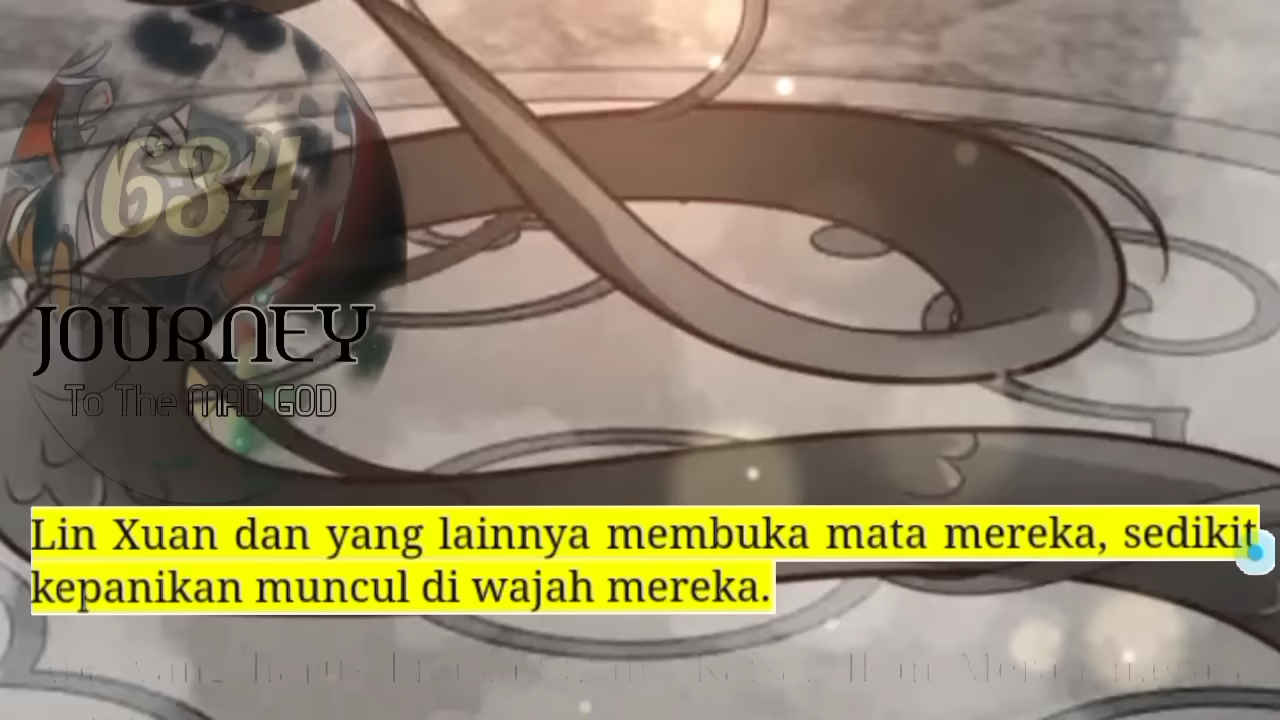 634
JOURNEY
To The MAD GOD
Lin Xuan dan yang lainnya membuka mata mereka, sedikit
kepanikan muncul di wajah mereka.